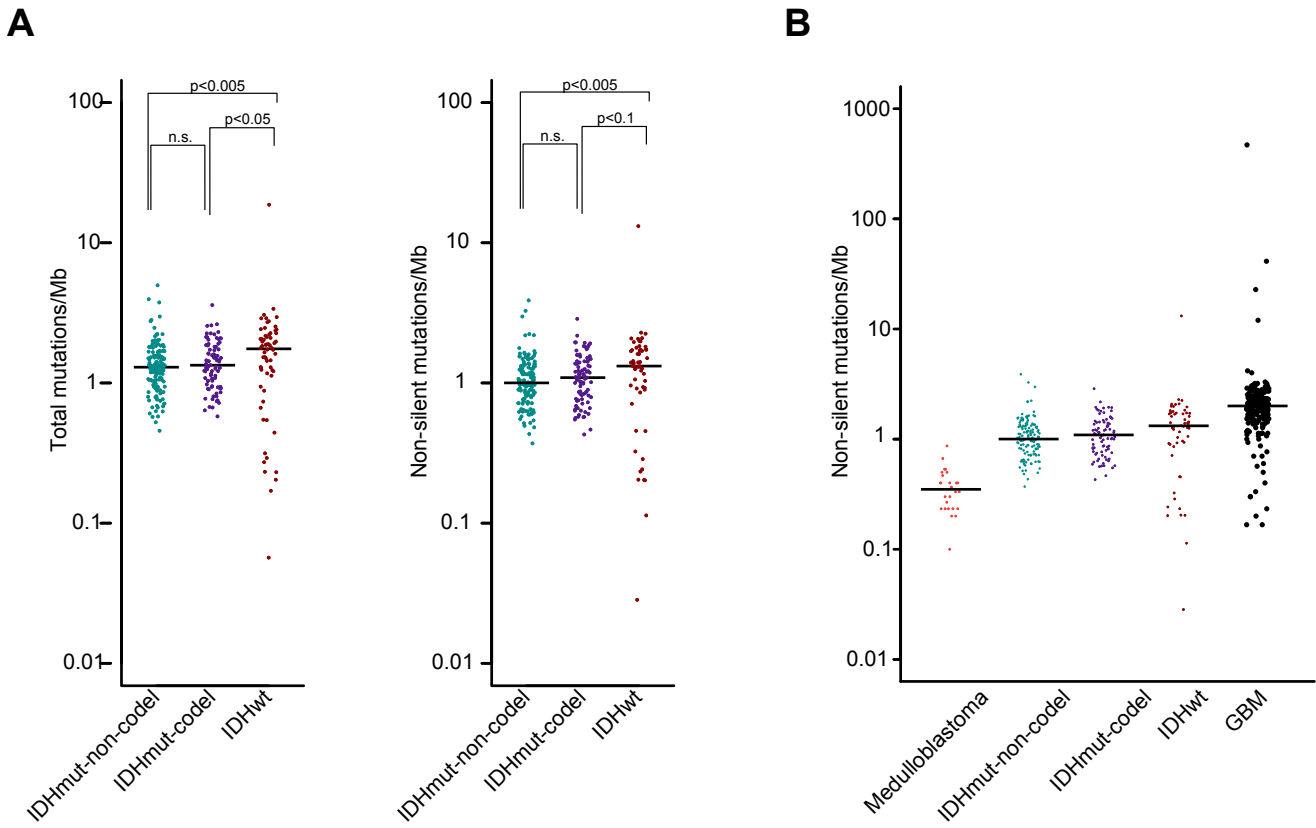 A
B
Total mutations/Mb
100
10
1
0.1
0.01
p<0.005
p<0.05
n.s.
IDHmut-non-codel
IDHmut-codel
IDHwt
Non-silent mutations/Mb
100
10
1
0.1
0.01
p<0.005
p<0.1
n.s.
IDHmut-non-codel
IDHmut-codel
IDHwt
Non-silent mutations/Mb
1000
100
10
1
0.1
0.01
Medulloblastoma
IDHmut-non-codel
IDHmut-codel
IDHwt
GBM